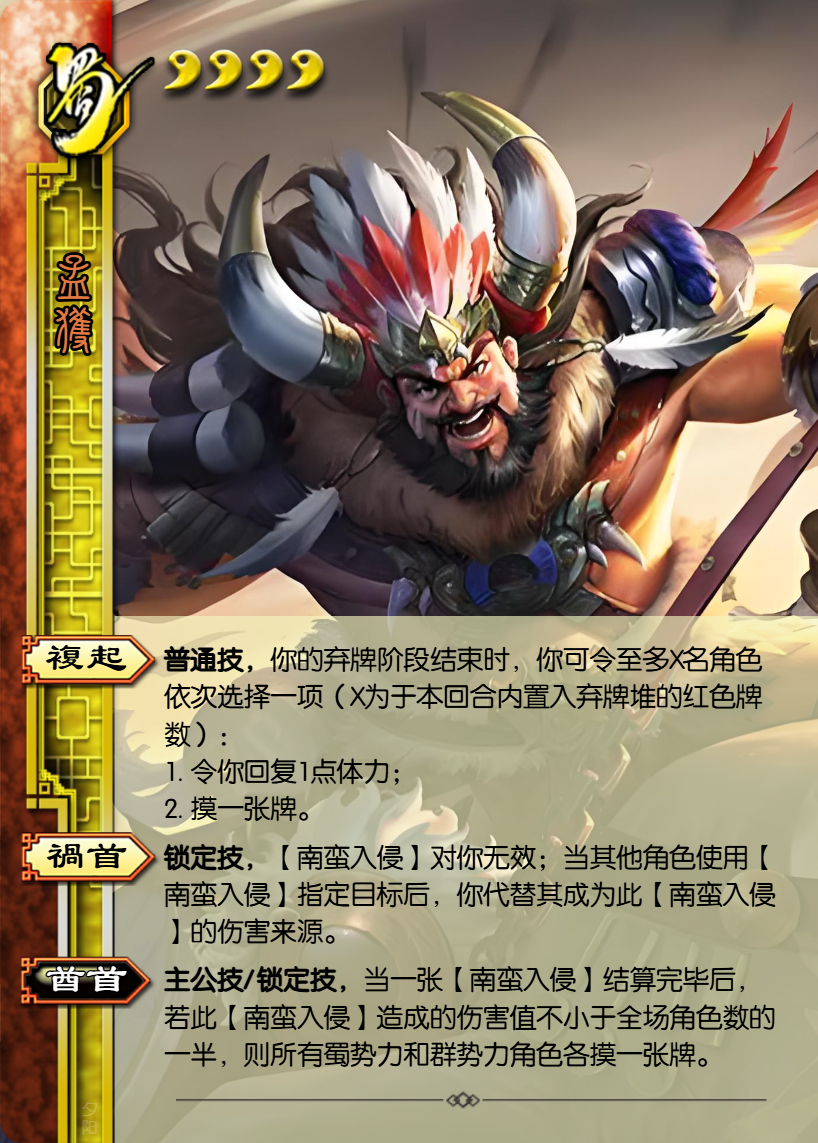 蜀
孟獲
複起
普通技，你的弃牌阶段结束时，你可令至多X名角色
依次选择一项（X为于本回合内置入弃牌堆的红色牌
数）:
1. 令你回复1点体力；
2. 摸一张牌。
禍首
锁定技，【南蛮入侵】对你无效；当其他角色使用【
南蛮入侵】指定目标后，你代替其成为此【南蛮入侵
】的伤害来源。
酋首
主公技/锁定技，当一张【南蛮入侵】结算完毕后，
若此【南蛮入侵】造成的伤害值不小于全场角色数的
一半，则所有蜀势力和群势力角色各摸一张牌。
夕阳